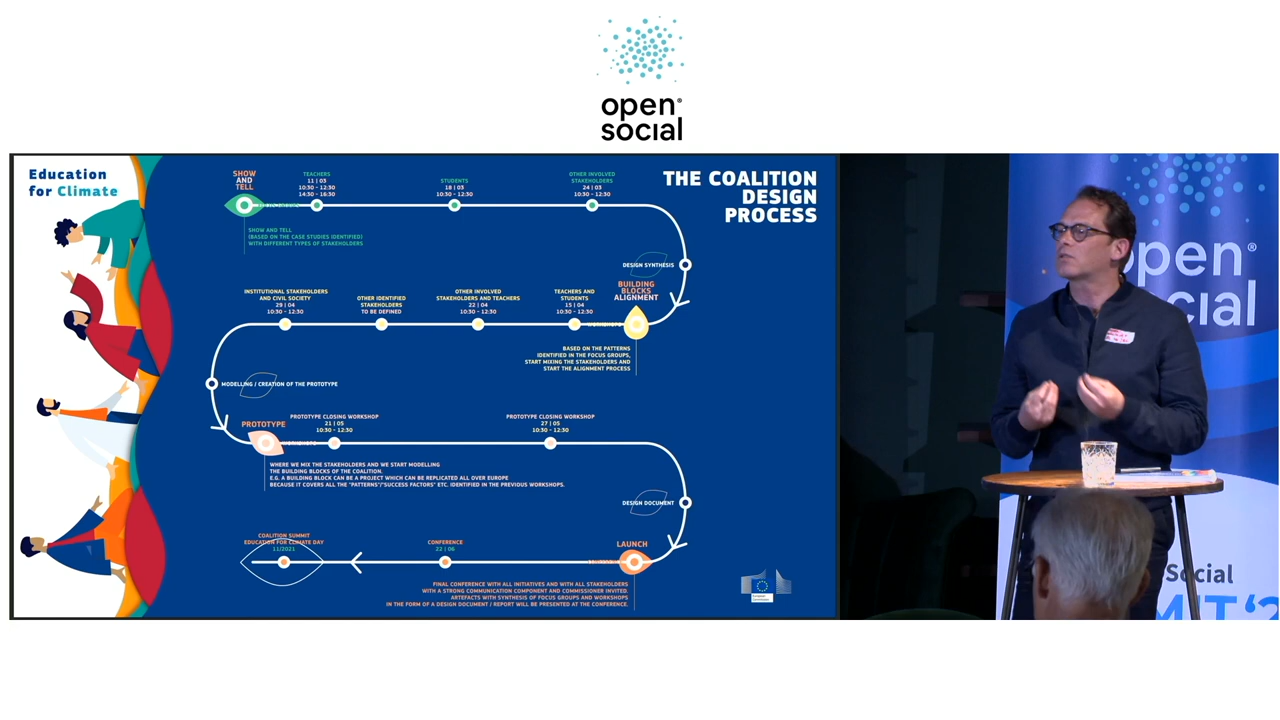 open®
social
Education
for Climate
THE COALITION
DESIGN
PROCESS
SHOW
AND
TELL
TEACHERS
11 | 03
10:30 - 12:30
14:30 - 16:30
STUDENTS
18 | 03
10:30 - 12:30
OTHER INVOLVED
STAKEHOLDERS
24 | 03
10:30 - 12:30
SHOW AND TELL
(BASED ON THE CASE STUDIES IDENTIFIED)
WITH DIFFERENT TYPES OF STAKEHOLDERS
DESIGN SYNTHESIS
BUILDING
BLOCKS
ALIGNMENT
INSTITUTIONAL STAKEHOLDERS
AND CIVIL SOCIETY
29 | 04
10:30 - 12:30
OTHER IDENTIFIED
STAKEHOLDERS
TO BE DEFINED
OTHER INVOLVED
STAKEHOLDERS AND TEACHERS
22 | 04
10:30 - 12:30
TEACHERS AND
STUDENTS
15 | 04
10:30 - 12:30
WORKSHOPS
BASED ON THE PATTERNS
IDENTIFIED IN THE FOCUS GROUPS,
START MIXING THE STAKEHOLDERS AND
START THE ALIGNMENT PROCESS
MODELLING / CREATION OF THE PROTOTYPE
PROTOTYPE
WORKSHOPS
PROTOTYPE CLOSING WORKSHOP
21 | 05
10:30 - 12:30
PROTOTYPE CLOSING WORKSHOP
27 | 05
10:30 - 12:30
WHERE WE MIX THE STAKEHOLDERS AND WE START MODELLING
THE BUILDING BLOCKS OF THE COALITION.
E.G. A BUILDING BLOCK CAN BE A PROJECT WHICH CAN BE REPLICATED ALL OVER EUROPE
BECAUSE IT COVERS ALL THE "PATTERNS"/"SUCCESS FACTORS" ETC. IDENTIFIED IN THE PREVIOUS WORKSHOPS.
DESIGN DOCUMENT
COALITION SUMMIT
EDUCATION FOR CLIMATE DAY
11/2021
CONFERENCE
22 | 06
LAUNCH
FINAL CONFERENCE WITH ALL INITIATIVES AND WITH ALL STAKEHOLDERS
WITH A STRONG COMMUNICATION COMPONENT AND COMMISSIONER INVITED.
ARTEFACTS WITH SYNTHESIS OF FOCUS GROUPS AND WORKSHOPS
IN THE FORM OF A DESIGN DOCUMENT / REPORT WILL BE PRESENTED AT THE CONFERENCE.
European
Commission
open®
social
Social
MIT '2